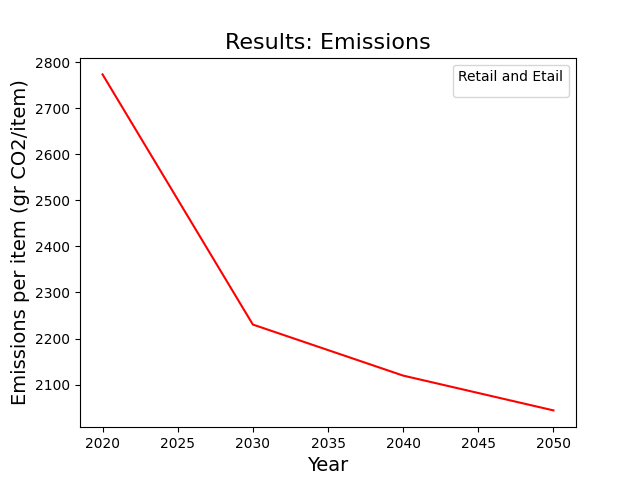 Results: Emissions
Retail and Etail
Emissions per item (gr CO2/item)
2800
2700
2600
2500
2400
2300
2200
2100
2020 2025 2030 2035 2040 2045 2050
Year